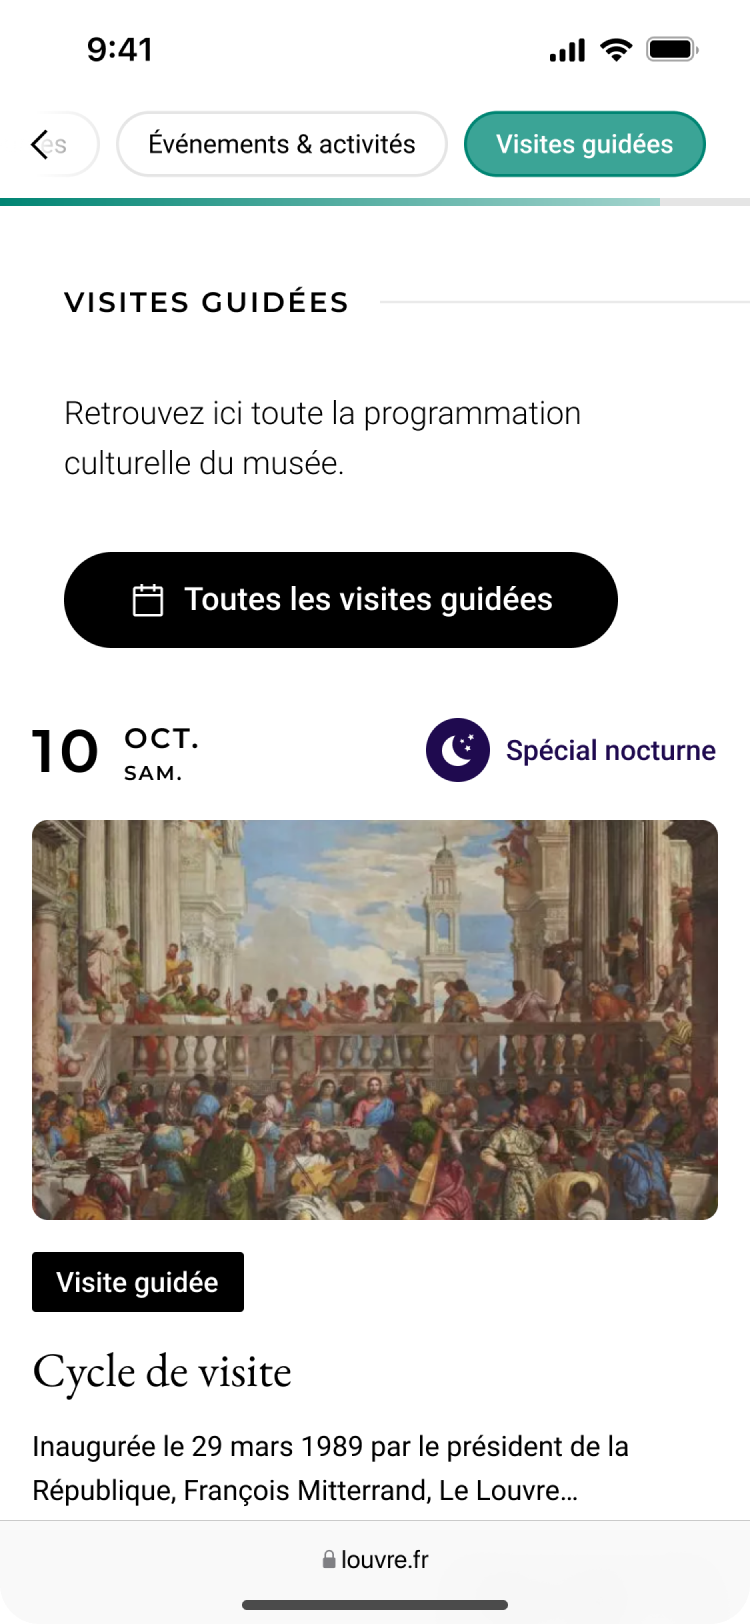 9:41
es
Événements & activités
Visites guidées
VISITES GUIDÉES
Retrouvez ici toute la programmation
culturelle du musée.
Toutes les visites guidées
10
OCT.
SAM.
Spécial nocturne
Visite guidée
Cycle de visite
Inaugurée le 29 mars 1989 par le président de la
République, François Mitterrand, Le Louvre...
louvre.fr